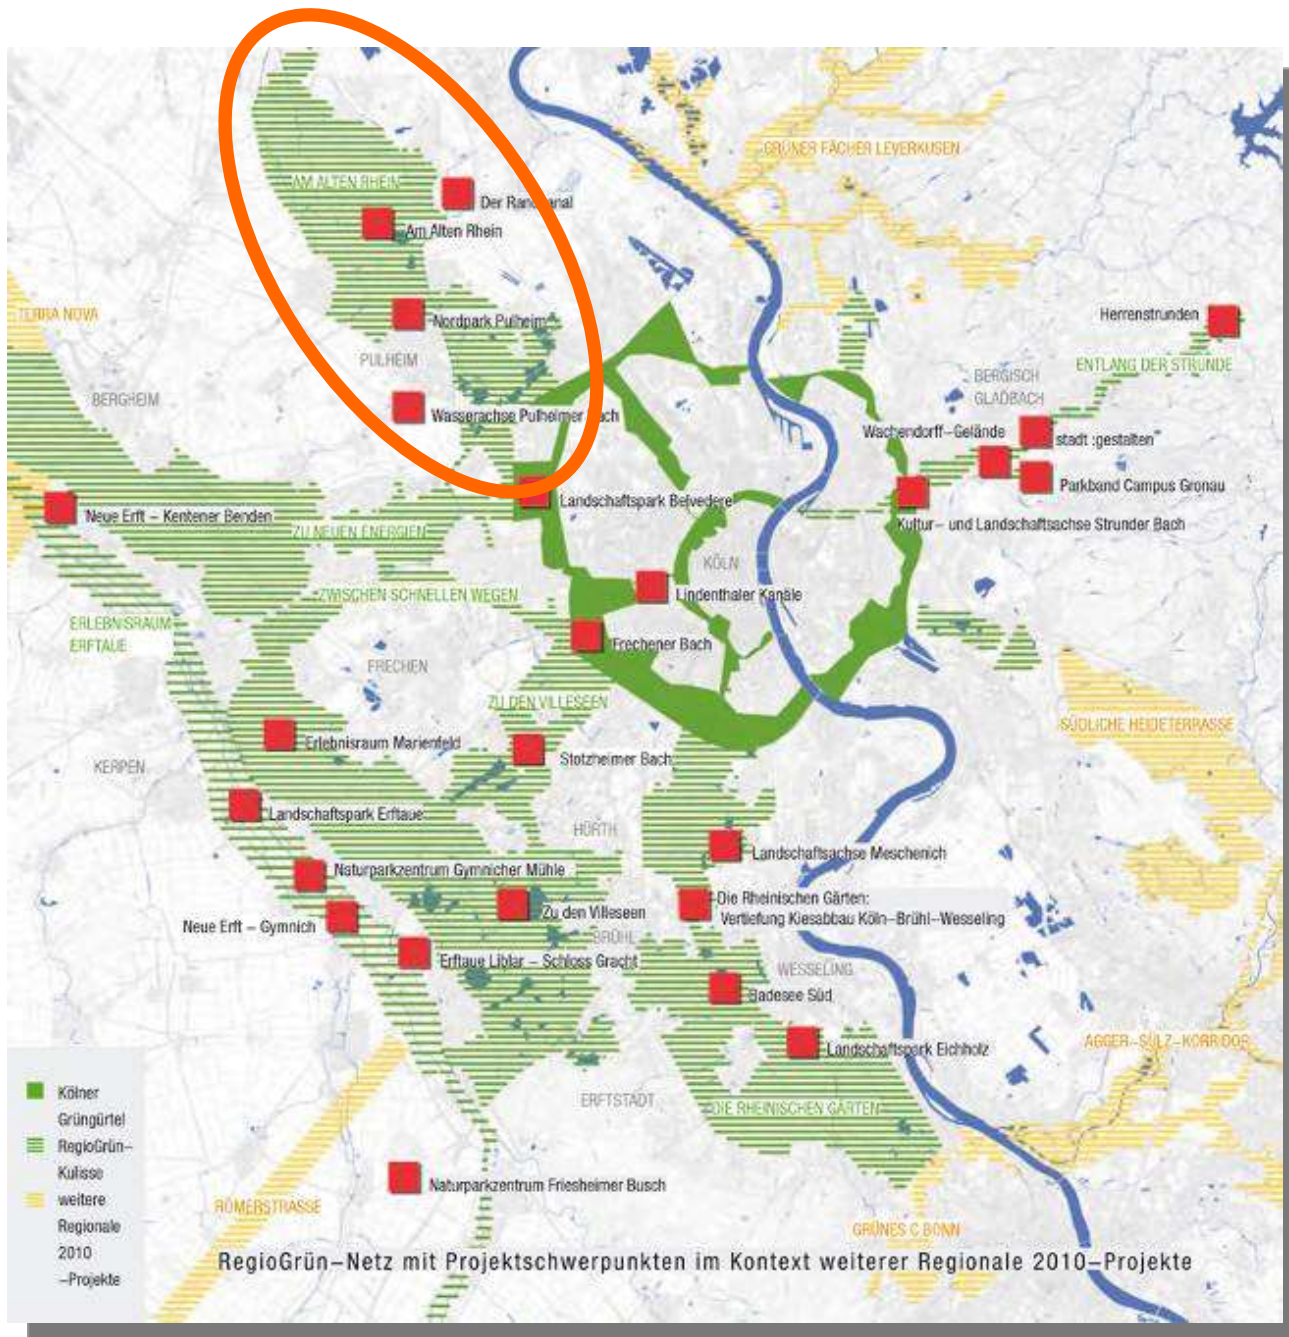 GRÜNER FÄCHER LEVERKUSEN
AM ALTEN RHEIN
Der Randkanal
Am Alten Rhein
TERRA NOVA
Nordpark Pulheim
Herrenstrunden
PULHEIM
ENTLANG DER STRUNDE
BERGISCH
GLADBACH
BERGHEIM
Wasserachse Pulheimer Bach
Wachendorff–Gelände
stadt :gestalten
Landschaftspark Belvedere
Parkband Campus Gronau
Neue Erft – Kentener Benden
Kultur– und Landschaftsachse Strunder Bach
ZU NEUEN ENERGIEN
KÖLN
ZWISCHEN SCHNELLEN WEGEN
Lindenthaler Kanäle
ERLEBNISRAUM
ERFTAUE
Frechener Bach
FRECHEN
ZU DEN VILLESEEN
SÜDLICHE HEIDETERRASSE
Erlebnisraum Marienfeld
Stotzheimer Bach
KERPEN
Landschaftspark Erftaue
HÜRTH
Landschaftsachse Meschenich
Naturparkzentrum Gymnicher Mühle
Die Rheinischen Gärten:
Vertiefung Kiesabbau Köln–Brühl–Wesseling
Zu den Villeseen
Neue Erft – Gymnich
BRÜHL
Erftaue Liblar – Schloss Gracht
WESSELING
Badesee Süd
Landschaftspark Eichholz
AGGER–SÜLZ–KORRIDOR
ERFTSTADT
DIE RHEINISCHEN GÄRTEN
Kölner
Grüngürtel
RegioGrün–
Kulisse
weitere
Regionale
2010
–Projekte
Naturparkzentrum Friesheimer Busch
RÖMERSTRASSE
GRÜNES C BONN
RegioGrün–Netz mit Projektschwerpunkten im Kontext weiterer Regionale 2010–Projekte